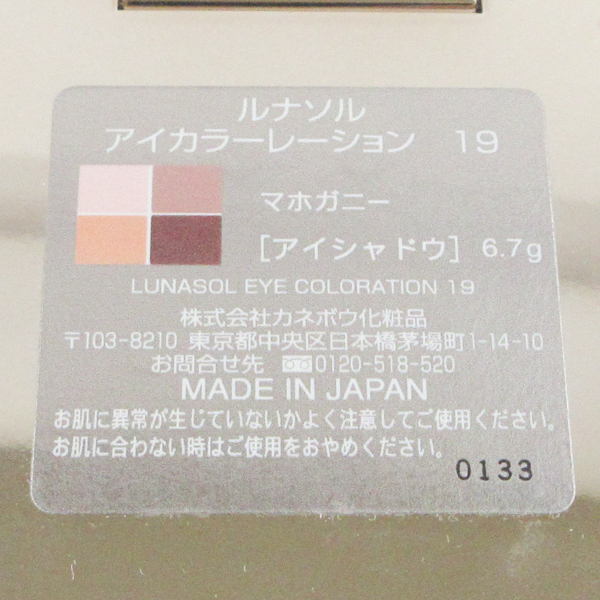 ルナソル
アイカラーレーション 19
マホガニー
[アイシャドウ] 6.7g
LUNASOL EYE COLORATION 19
株式会社カネボウ化粧品
〒103-8210 東京都中央区日本橋茅場町1-14-10
お問合せ先 0120-518-520
MADE IN JAPAN
お肌に異常が生じていないかよく注意してご使用ください。
お肌に合わない時はご使用をおやめください。
0133